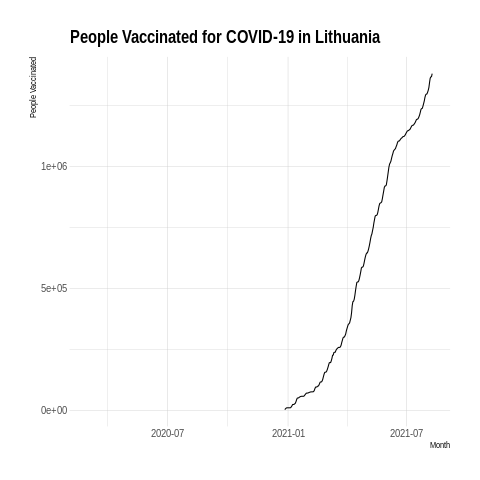 People Vaccinated for COVID-19 in Lithuania
People Vaccinated
1e+06
5e+05
0e+00
2020-07
2021-01
2021-07
Month